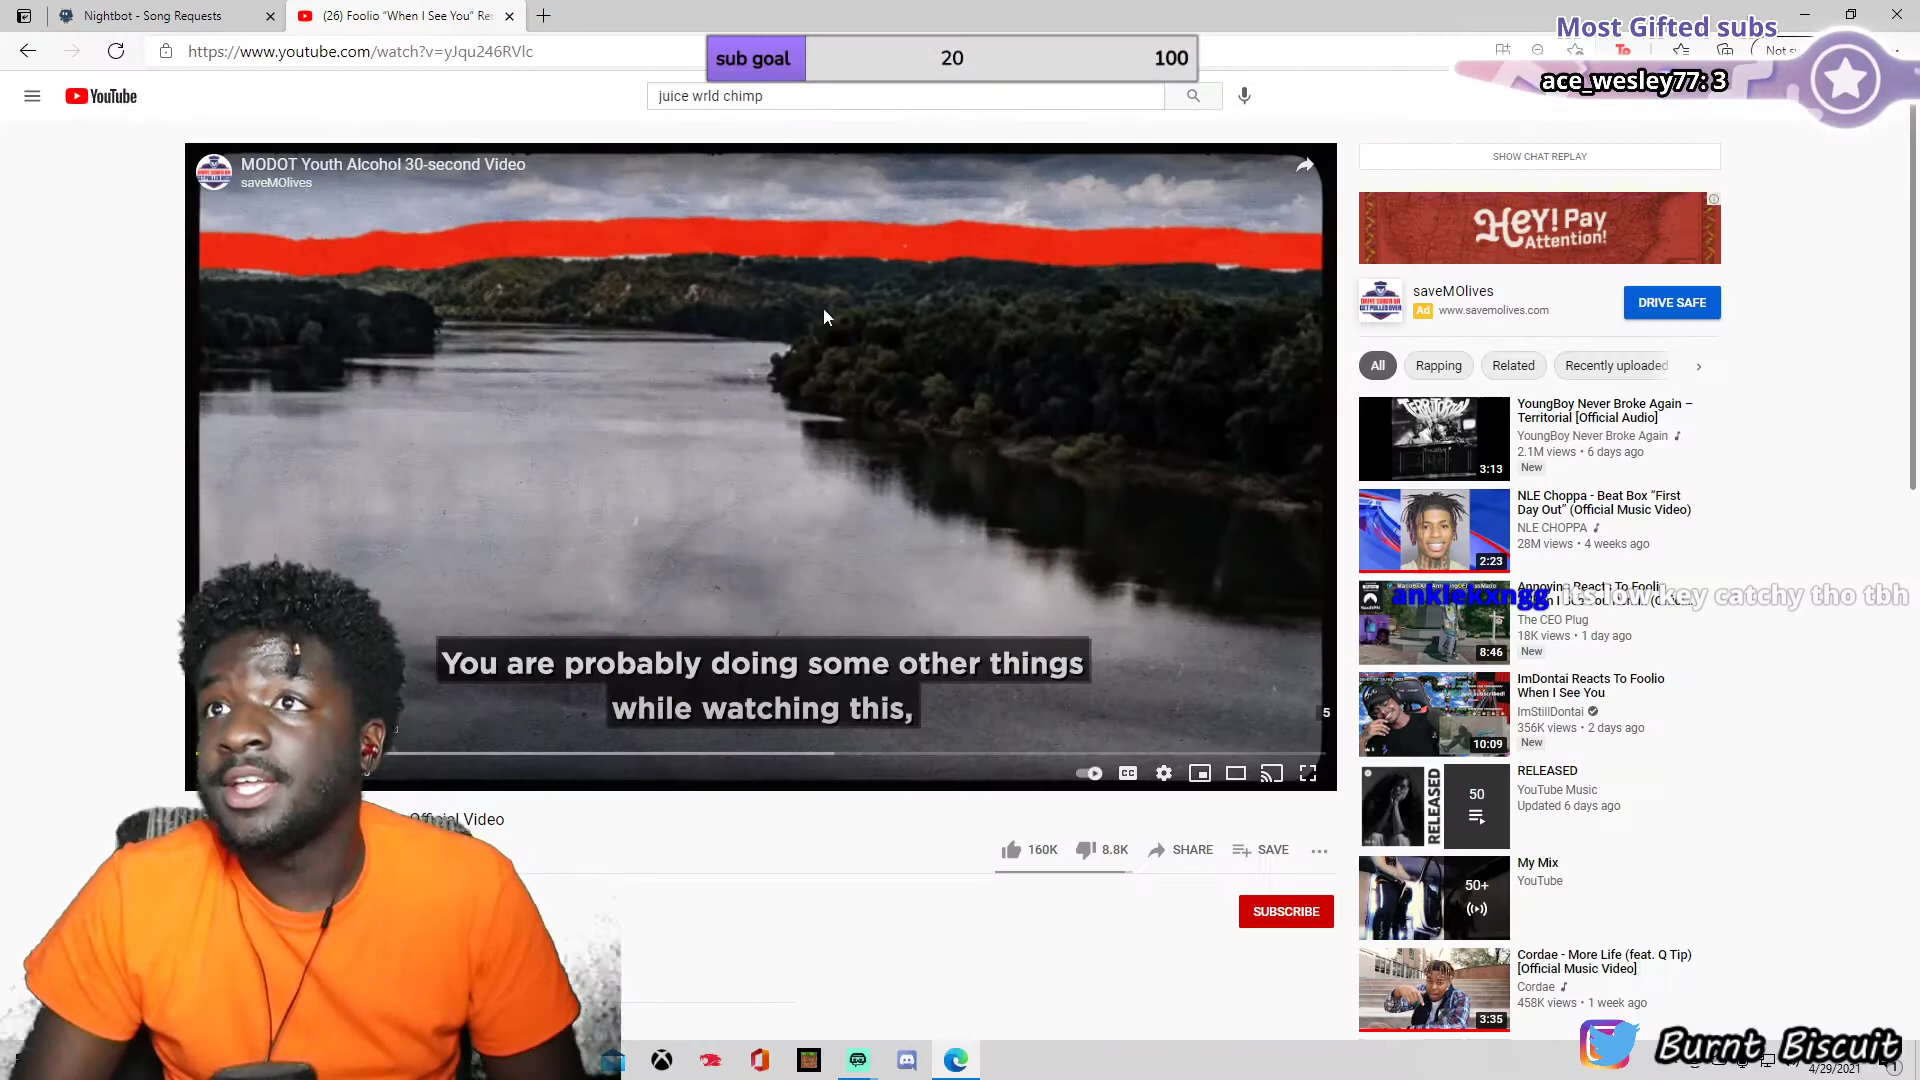 Nightbot - Song Requests
(26) Foolio "When I See You" Re
https://www.youtube.com/watch?v=yJqu246RVlc
sub goal 20 100
Most Gifted subs
ace_wesley77: 3
YouTube
juice wrld chimp
MODOT Youth Alcohol 30-second Video
saveMOlives
You are probably doing some other things
while watching this,
5
Official Video
160K
8.8K
SHARE
SAVE
SUBSCRIBE
SHOW CHAT REPLAY
HEY! Pay
Attention!
saveMOlives
Ad www.savemolives.com
DRIVE SAFE
All
Rapping
Related
Recently uploaded
YoungBoy Never Broke Again –
Territorial [Official Audio]
YoungBoy Never Broke Again
2.1M views • 6 days ago
New
3:13
NLE Choppa - Beat Box "First
Day Out" (Official Music Video)
NLE CHOPPA
28M views • 4 weeks ago
2:23
Annoying Reacts To Foolio
ankiekxngg its low key catchy tho tbh
The CEO Plug
18K views • 1 day ago
New
8:46
ImDontai Reacts To Foolio
When I See You
ImStillDontai
356K views • 2 days ago
New
10:09
RELEASED
YouTube Music
Updated 6 days ago
RELEASED
50
My Mix
YouTube
50+
Cordae - More Life (feat. Q Tip)
[Official Music Video]
Cordae
458K views • 1 week ago
3:35
Burnt Biscuit
4/29/2021